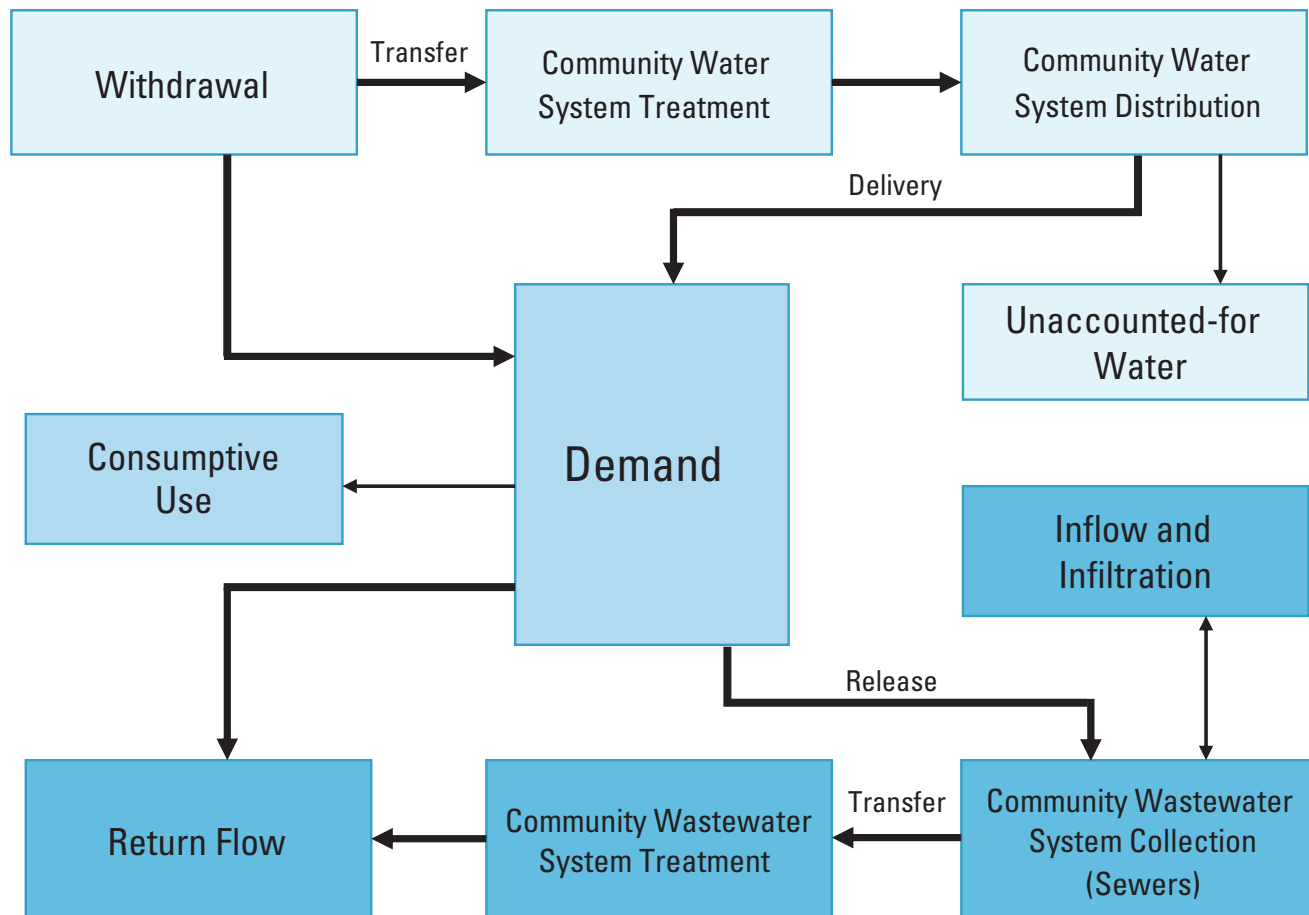 Withdrawal
Transfer
Community Water
System Treatment
Community Water
System Distribution
Delivery
Unaccounted-for
Water
Demand
Consumptive
Use
Inflow and
Infiltration
Release
Return Flow
Community Wastewater
System Treatment
Transfer
Community Wastewater
System Collection
(Sewers)